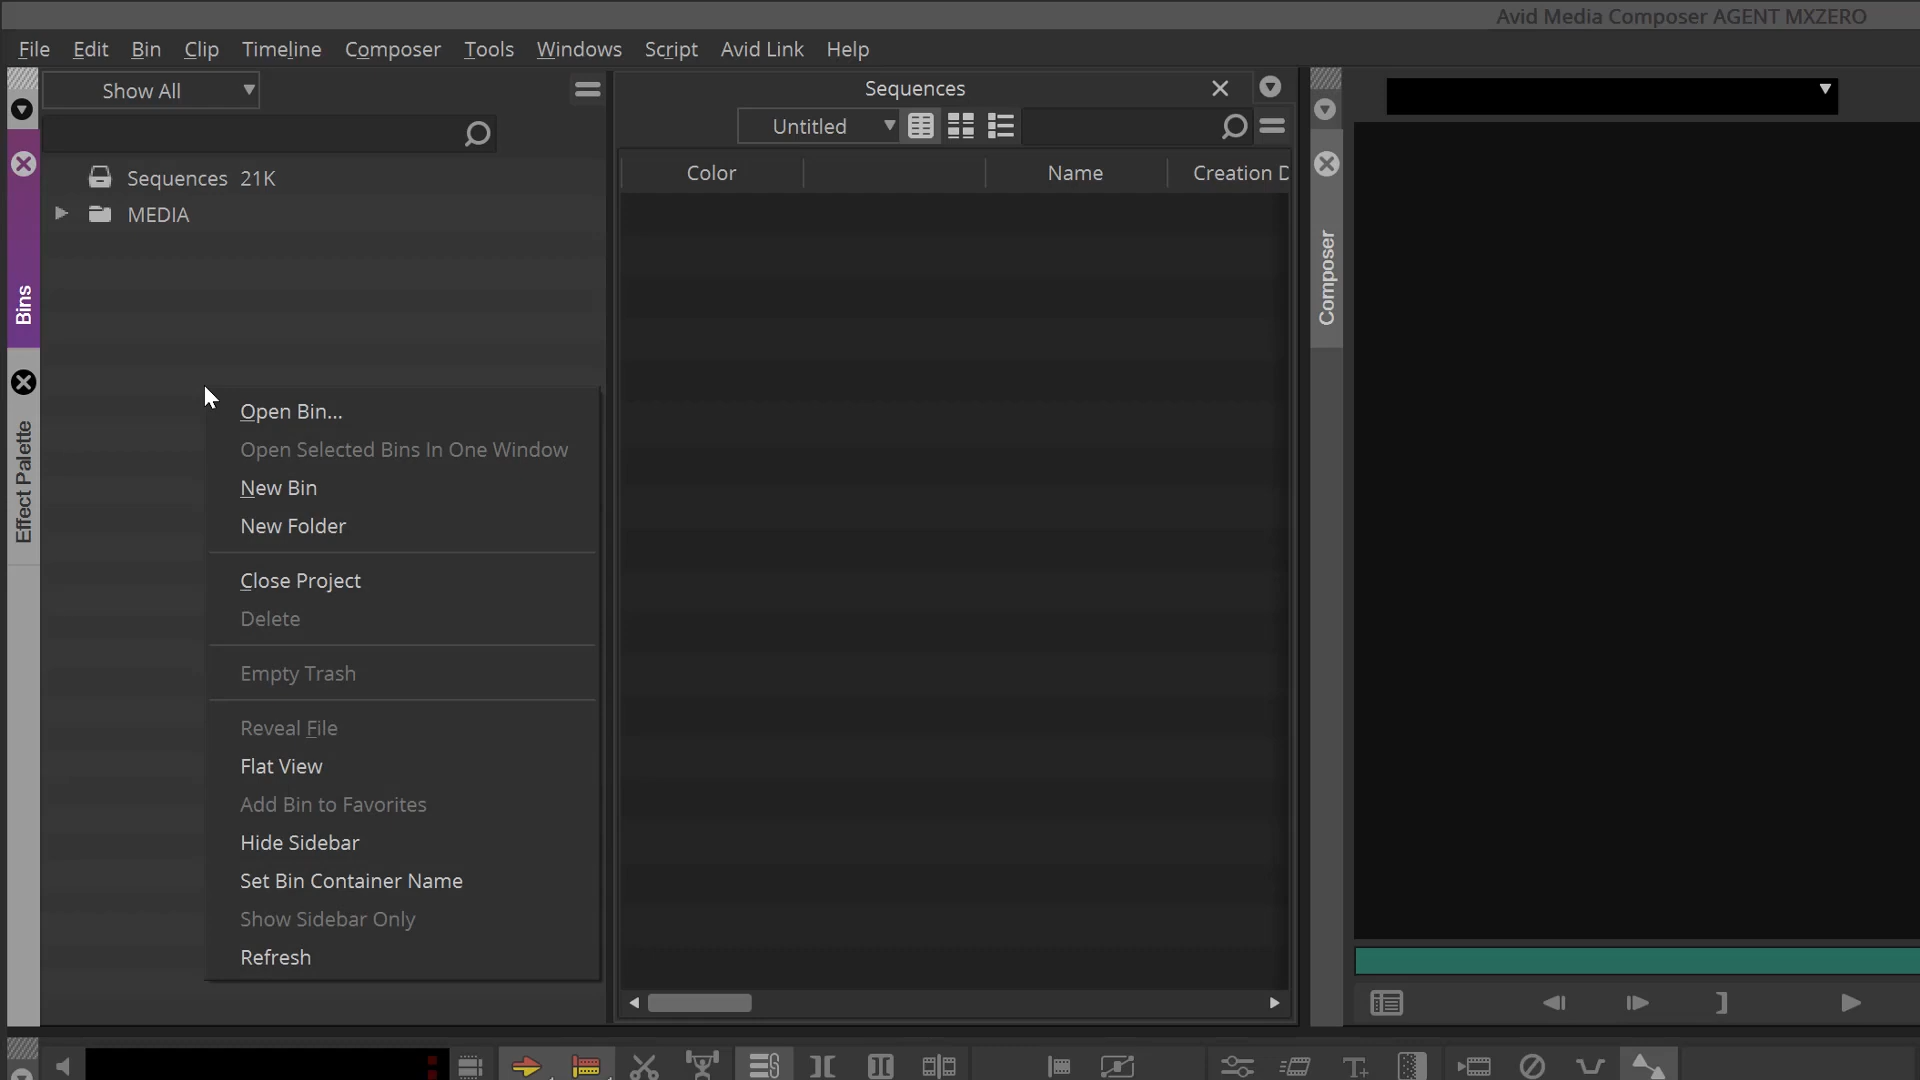 Avid Media Composer AGENT MXZERO
File Edit Bin Clip Timeline Composer Tools Windows Script Avid Link Help
Show All
Sequences 21K
MEDIA
Bins
Effect Palette
Open Bin...
Open Selected Bins In One Window
New Bin
New Folder
Close Project
Delete
Empty Trash
Reveal File
Flat View
Add Bin to Favorites
Hide Sidebar
Set Bin Container Name
Show Sidebar Only
Refresh
Sequences
Untitled
Color Name Creation D
Composer